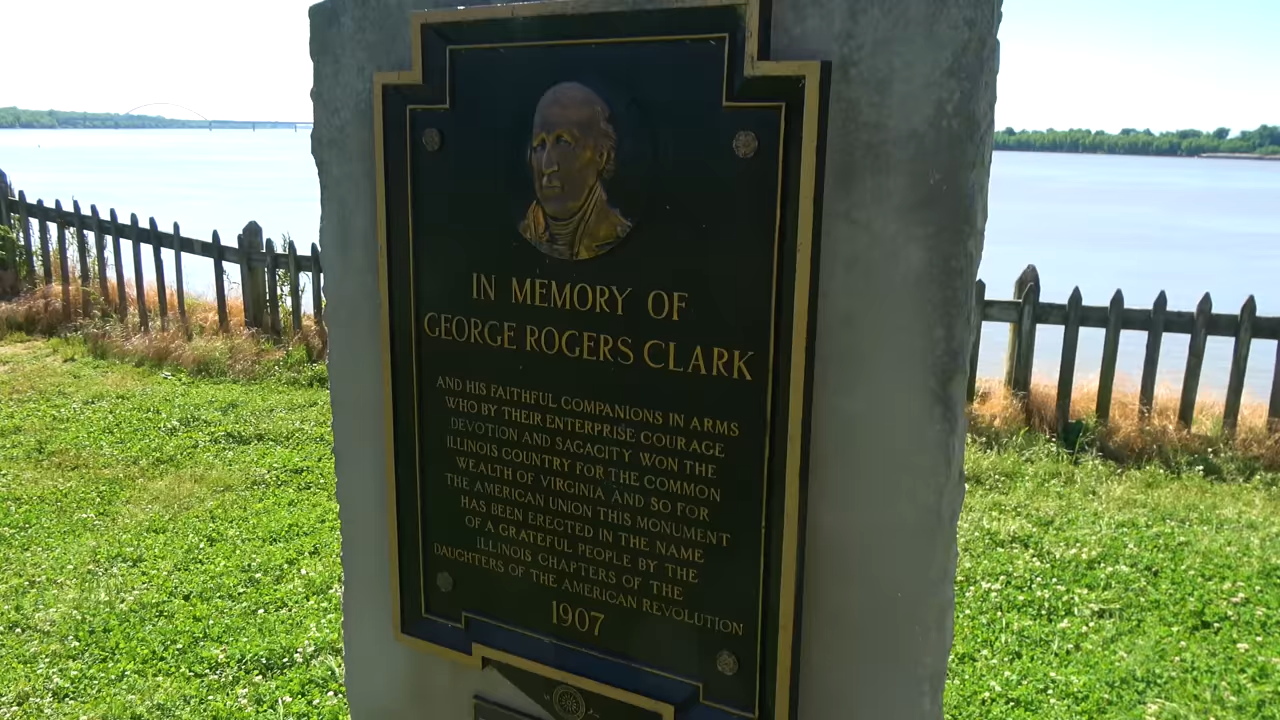 IN MEMORY OF
GEORGE ROGERS CLARK
AND HIS FAITHFUL COMPANIONS IN ARMS
WHO BY THEIR ENTERPRISE COURAGE
DEVOTION AND SAGACITY WON THE
ILLINOIS COUNTRY FOR THE COMMON
WEALTH OF VIRGINIA AND SO FOR
THE AMERICAN UNION THIS MONUMENT
HAS BEEN ERECTED IN THE NAME
OF A GRATEFUL PEOPLE BY THE
ILLINOIS CHAPTERS OF THE
DAUGHTERS OF THE AMERICAN REVOLUTION
1907